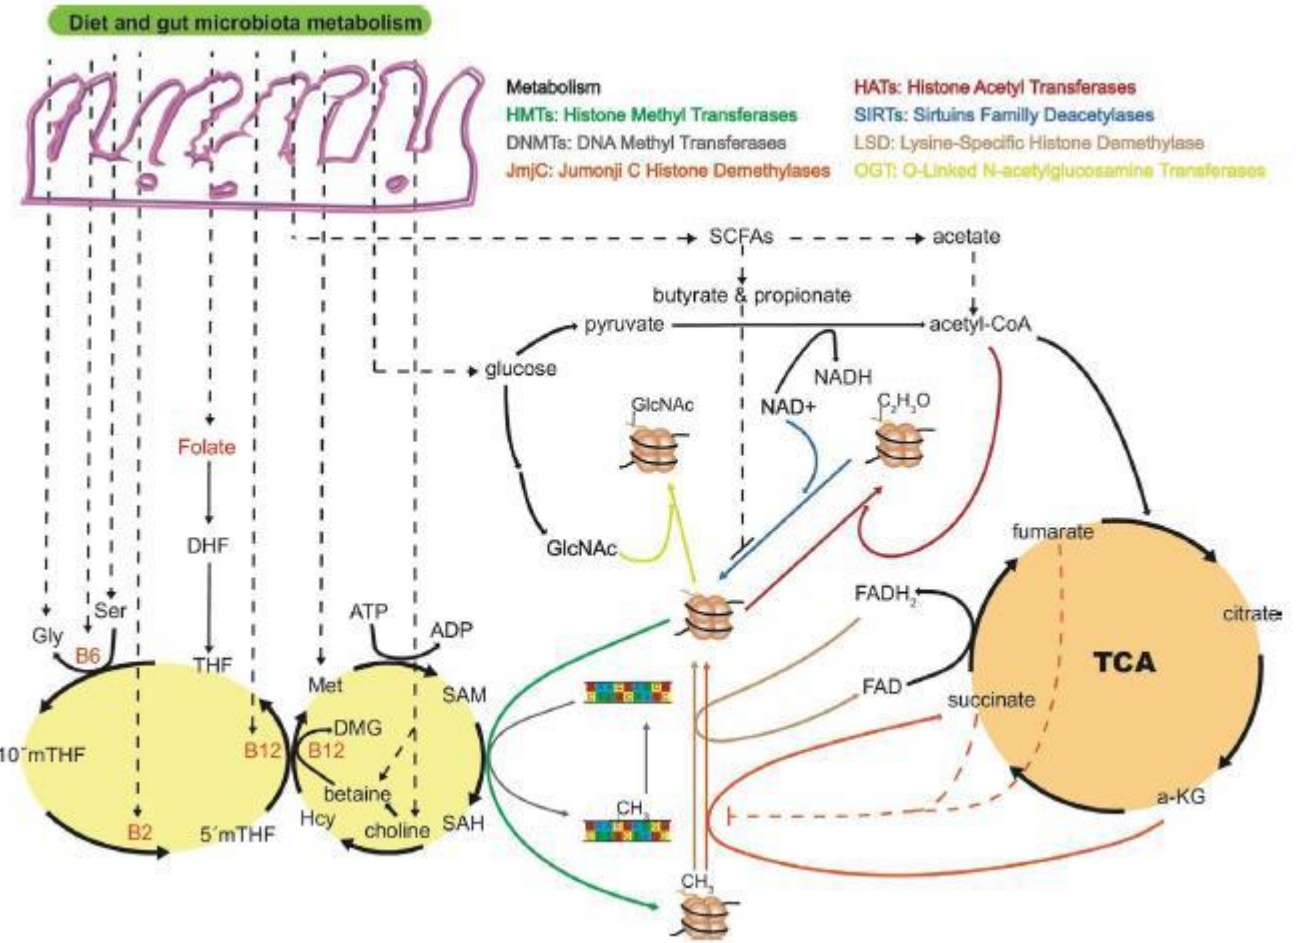 Diet and gut microbiota metabolism
Metabolism
HMTs: Histone Methyl Transferases
DNMTs: DNA Methyl Transferases
JmjC: Jumonji C Histone Demethylases
HATs: Histone Acetyl Transferases
SIRTs: Sirtuins Familly Deacetylases
LSD: Lysine-Specific Histone Demethylase
OGT: O-Linked N-acetylglucosamine Transferases
SCFAs
acetate
butyrate & propionate
pyruvate
acetyl-CoA
glucose
NADH
GlcNAc
NAD+
C₂H₃O
Folate
DHF
GlcNAc
fumarate
FADH₂
citrate
ATP
ADP
Ser
Gly
B6
THF
Met
SAM
TCA
FAD
succinate
DMG
10´mTHF
B12
B12
betaine
a-KG
Hcy
choline
SAH
CH₃
B2
5´mTHF
CH₃